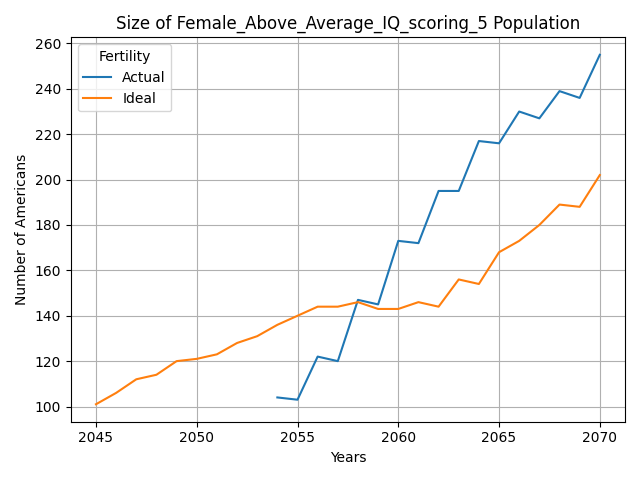 Size of Female_Above_Average_IQ_scoring_5 Population
Fertility
Actual
Ideal
Number of Americans
260
240
220
200
180
160
140
120
100
2045 2050 2055 2060 2065 2070
Years